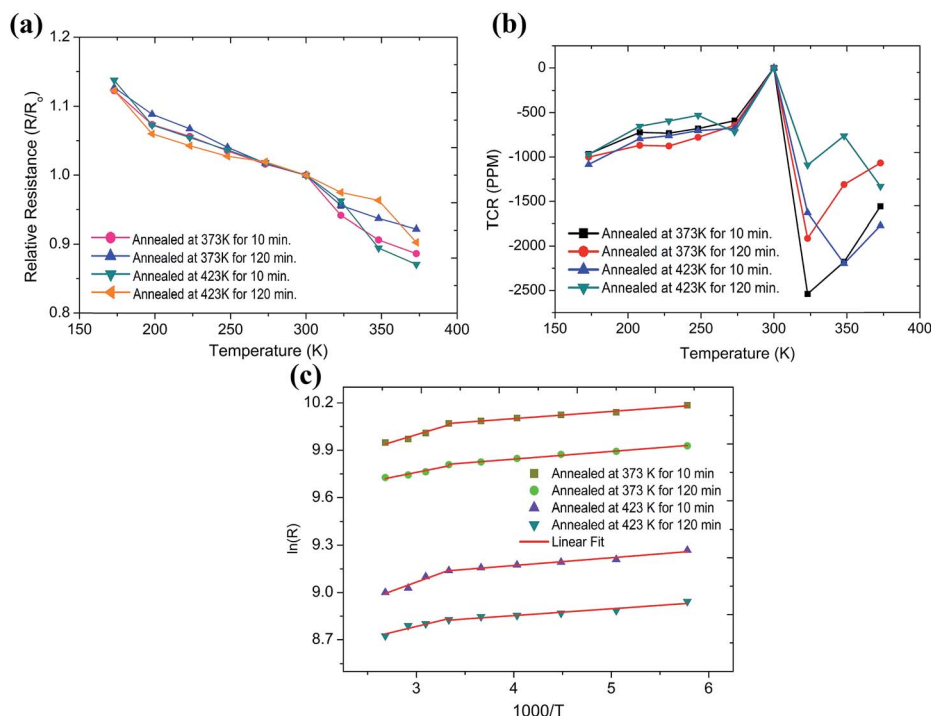 (a)
1.2
1.1
1.0
0.9
0.8
Relative Resistance (R/Ro)
Annealed at 373K for 10 min.
Annealed at 373K for 120 min.
Annealed at 423K for 10 min.
Annealed at 423K for 120 min.
150 200 250 300 350 400
Temperature (K)
(b)
0
-500
-1000
-1500
-2000
-2500
TCR (PPM)
Annealed at 373K for 10 min.
Annealed at 373K for 120 min.
Annealed at 423K for 10 min.
Annealed at 423K for 120 min.
150 200 250 300 350 400
Temperature (K)
(c)
10.2
9.9
9.6
9.3
9.0
8.7
ln(R)
Annealed at 373 K for 10 min
Annealed at 373 K for 120 min
Annealed at 423 K for 10 min
Annealed at 423 K for 120 min
Linear Fit
3 4 5 6
1000/T